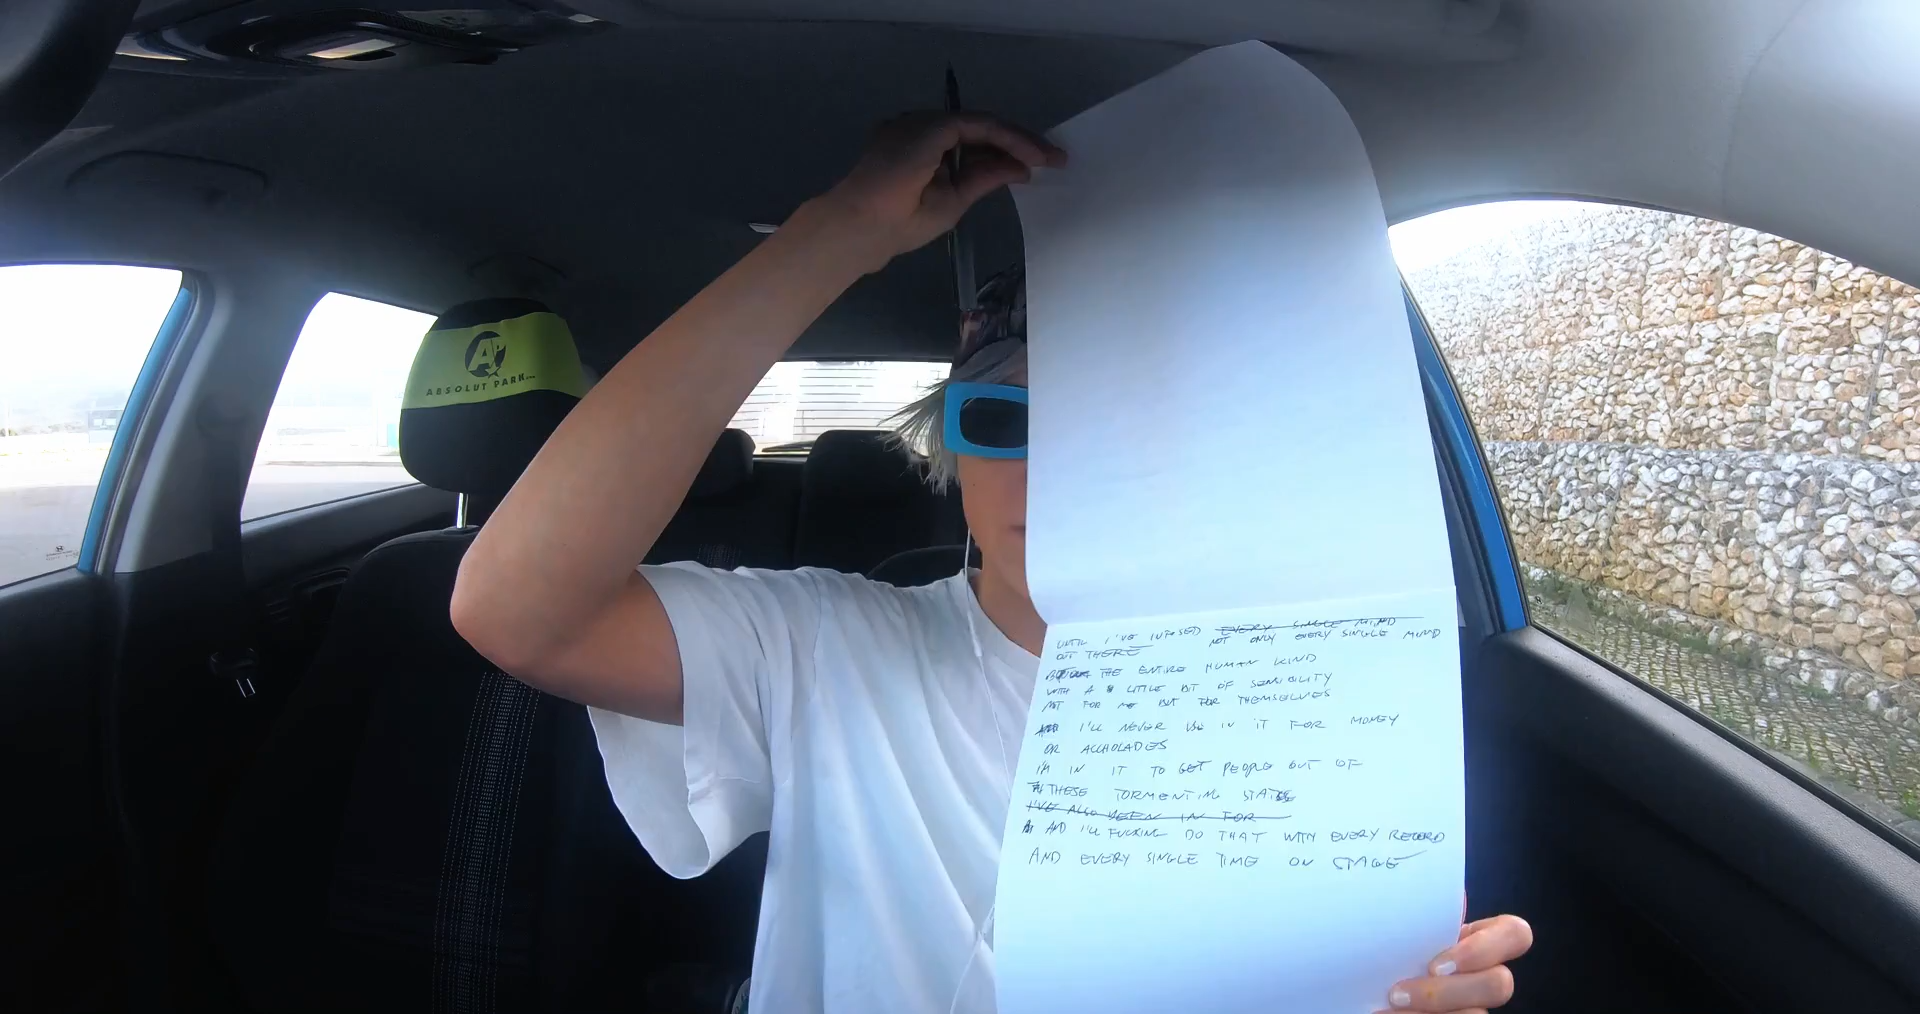 ABSOLUT PARK
UNTIL I'VE INFUSED EVERY SINGLE MIND
NOT ONLY EVERY SINGLE MIND
OUT THERE
THE ENTIRE HUMAN KIND
WITH A LITTLE BIT OF SENSIBILITY
NOT FOR ME BUT FOR THEMSELVES
AND I'LL NEVER USE IN IT FOR MONEY
OR ACCHOLADES
I'M IN IT TO GET PEOPLE OUT OF
THESE TORMENTING
I'VE ALSO BEEN IN FOR
AND I'LL FUCKING DO THAT WITH EVERY RECORD
AND EVERY SINGLE TIME ON STAGE